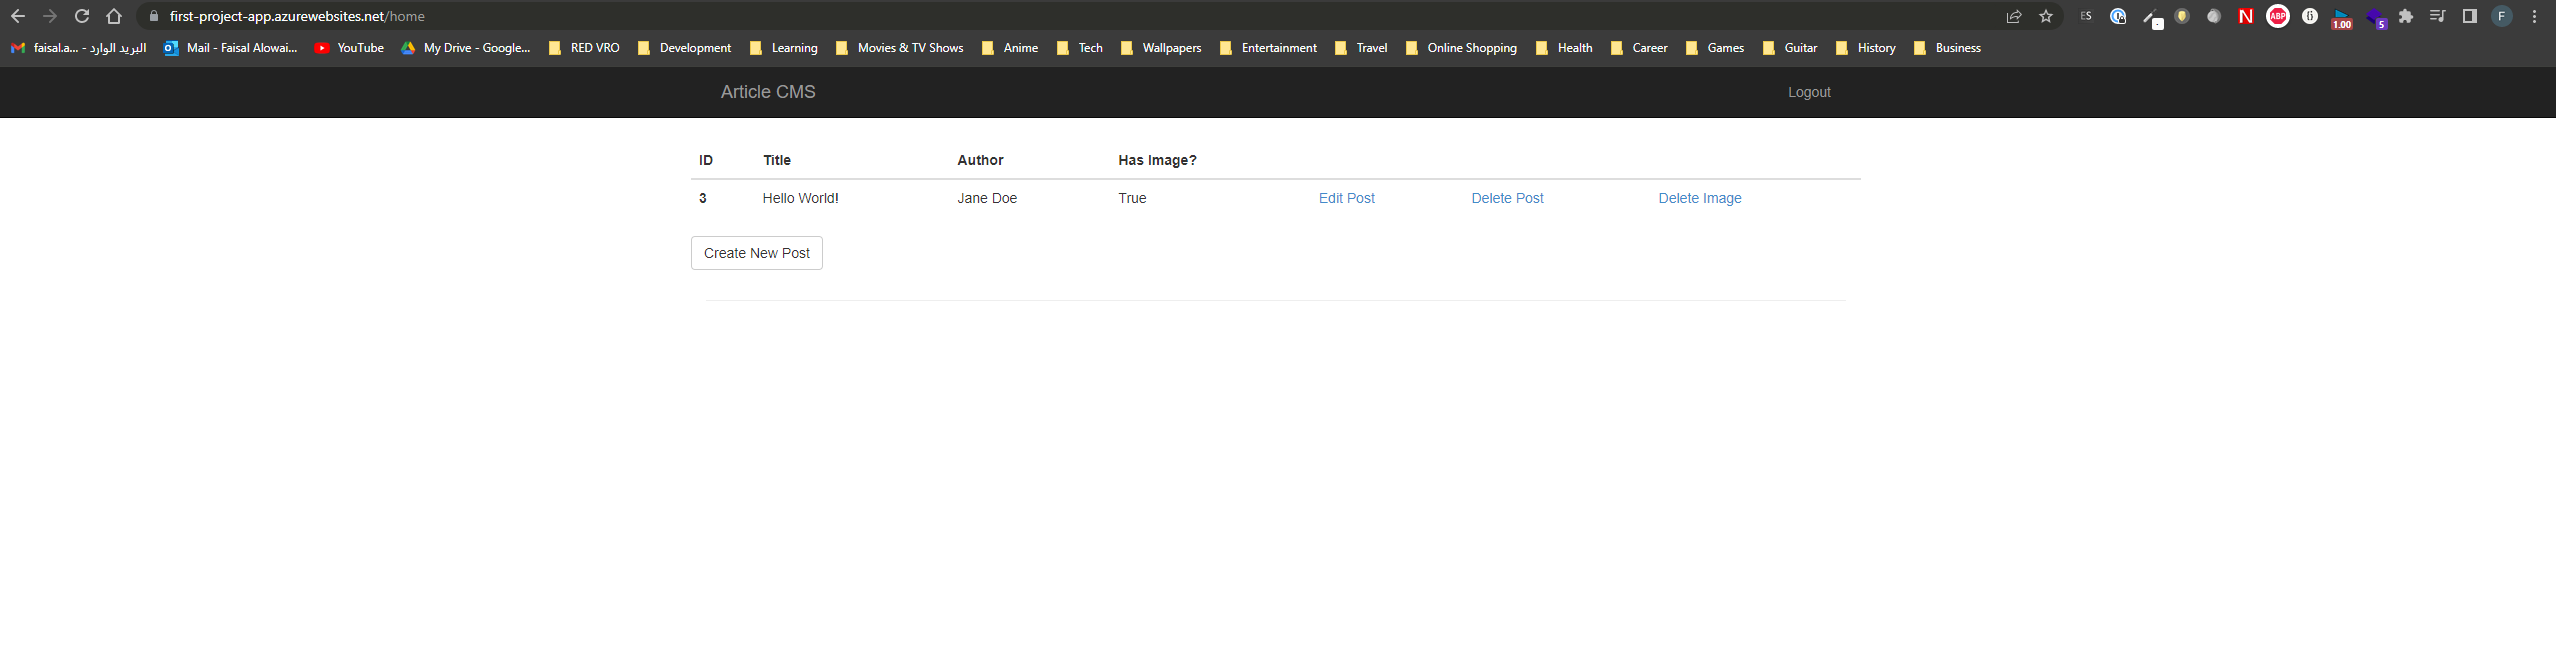 first-project-app.azurewebsites.net/home
ES
N
ABP
1.00
5
F
faisal.a... - البريد الوارد
Mail - Faisal Alowai...
YouTube
My Drive - Google...
RED VRO
Development
Learning
Movies & TV Shows
Anime
Tech
Wallpapers
Entertainment
Travel
Online Shopping
Health
Career
Games
Guitar
History
Business
Article CMS
Logout
ID Title Author Has Image?
3 Hello World! Jane Doe True Edit Post Delete Post Delete Image
Create New Post